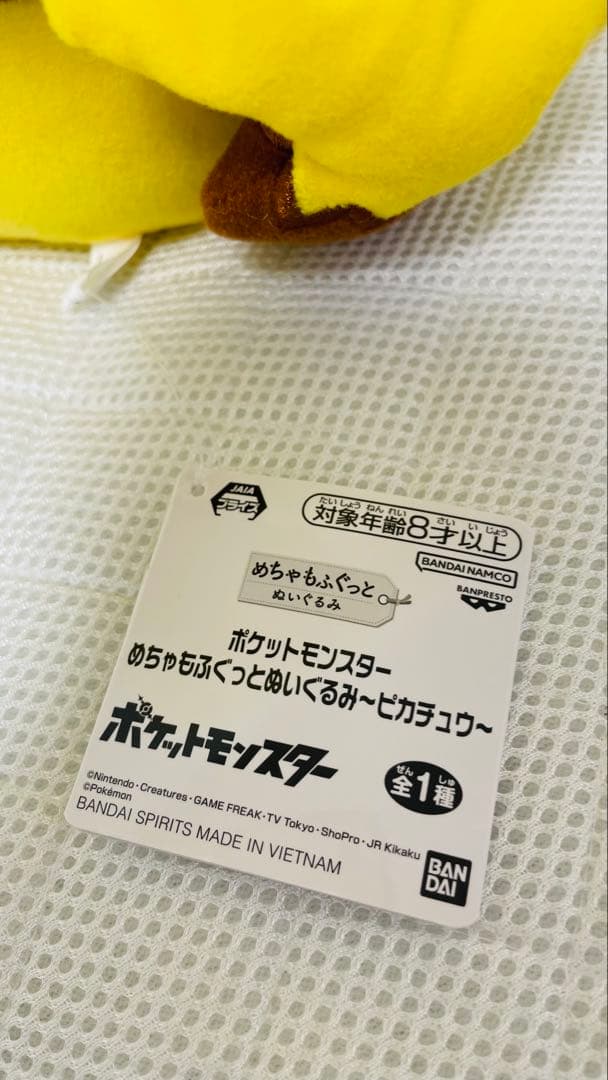 JAIA
プライズ
たいしょう ねん れい さい い じょう
対象年齢8才以上
BANDAI NAMCO
BANPRESTO
めちゃもふぐっと
ぬいぐるみ
ポケットモンスター
めちゃもふぐっとぬいぐるみ~ピカチュウ~
ポケットモンスター
ぜん しゅ
全1種
©Nintendo・Creatures・GAME FREAK・TV Tokyo・ShoPro・JR Kikaku
©Pokémon
BANDAI SPIRITS MADE IN VIETNAM
BAN
DAI